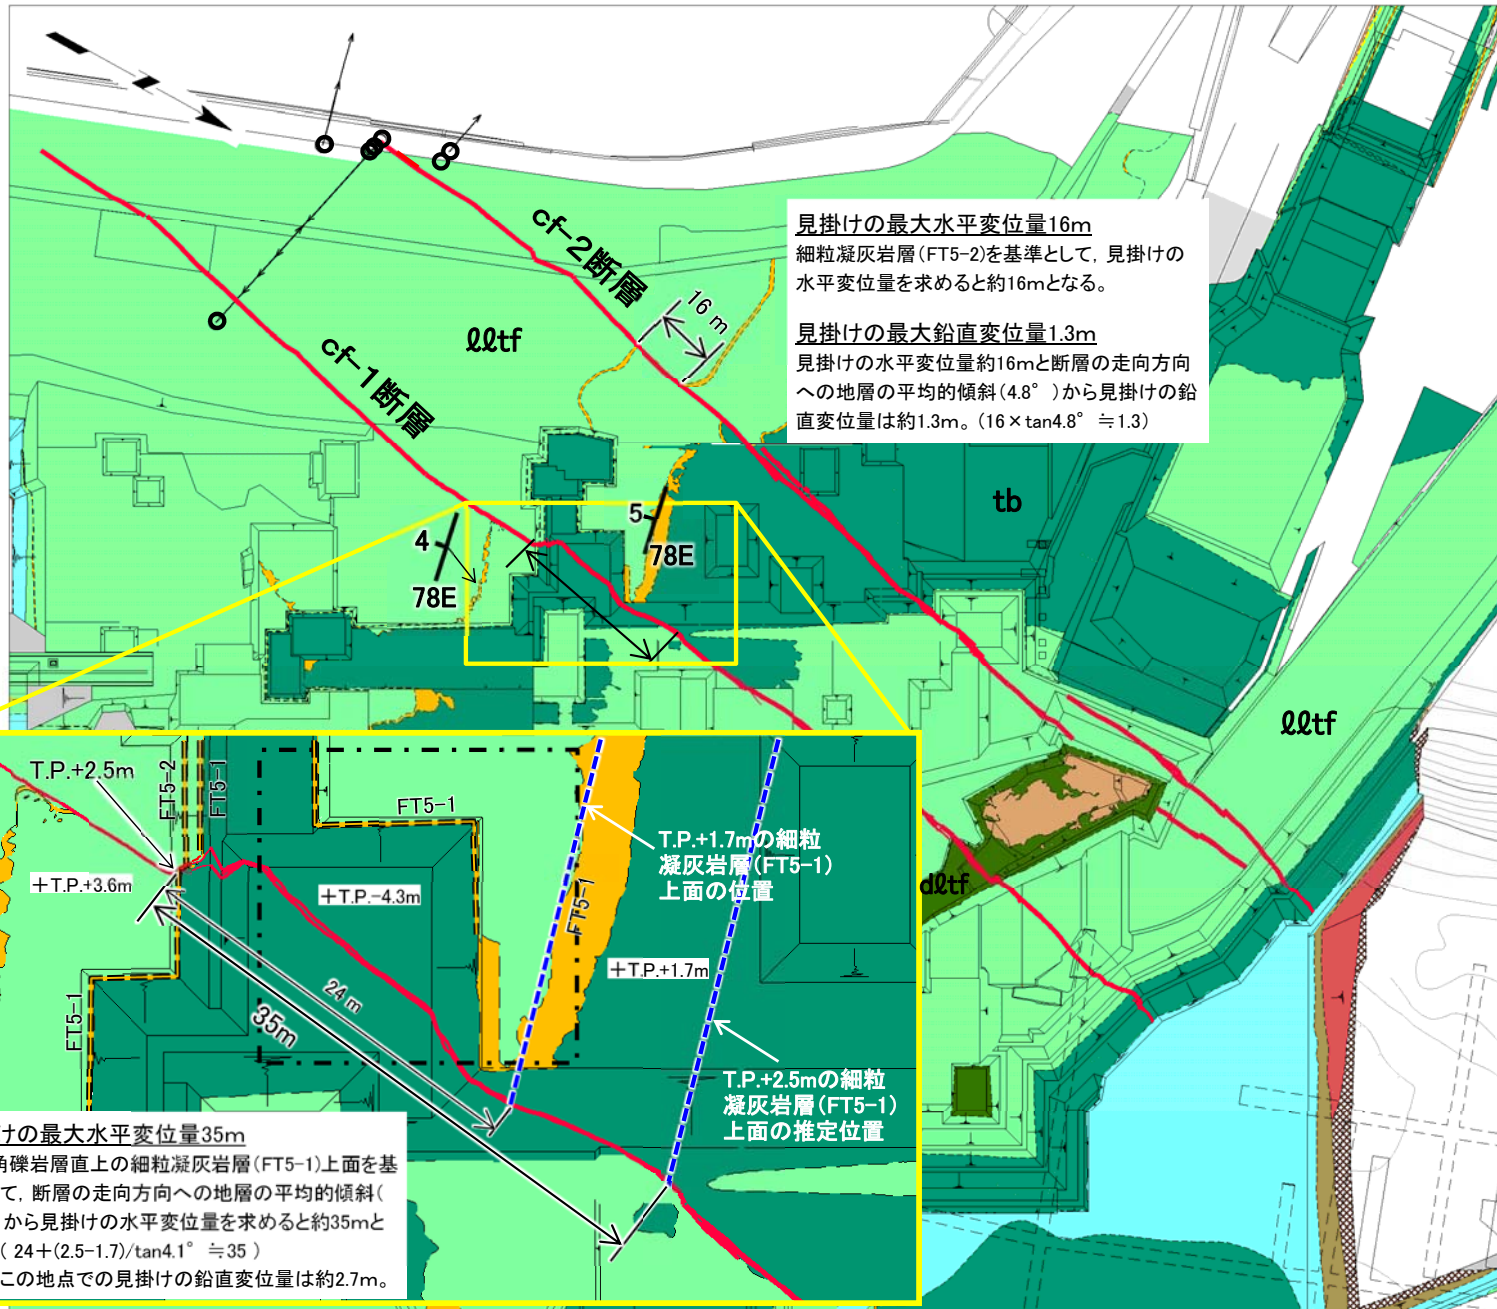 cf-2断層
16 m
見掛けの最大水平変位量16m
細粒凝灰岩層(FT5-2)を基準として, 見掛けの
水平変位量を求めると約16mとなる。
見掛けの最大鉛直変位量1.3m
見掛けの水平変位量約16mと断層の走向方向
への地層の平均的傾斜(4.8°)から見掛けの鉛
直変位量は約1.3m。(16×tan4.8°≒1.3)
ℓℓtf
cf-1断層
tb
4
78E
5
78E
ℓℓtf
dℓtf
T.P.+2.5m
FT5-2
FT5-1
FT5-1
T.P.+1.7mの細粒
凝灰岩層(FT5-1)
上面の位置
+T.P.+3.6m
+T.P.-4.3m
FT5-1
+T.P.+1.7m
24 m
35m
FT5-1
T.P.+2.5mの細粒
凝灰岩層(FT5-1)
上面の推定位置
けの最大水平変位量35m
角礫岩層直上の細粒凝灰岩層(FT5-1)上面を基
て, 断層の走向方向への地層の平均的傾斜(
から見掛けの水平変位量を求めると約35mと
( 24+(2.5-1.7)/tan4.1°≒35 )
この地点での見掛けの鉛直変位量は約2.7m。